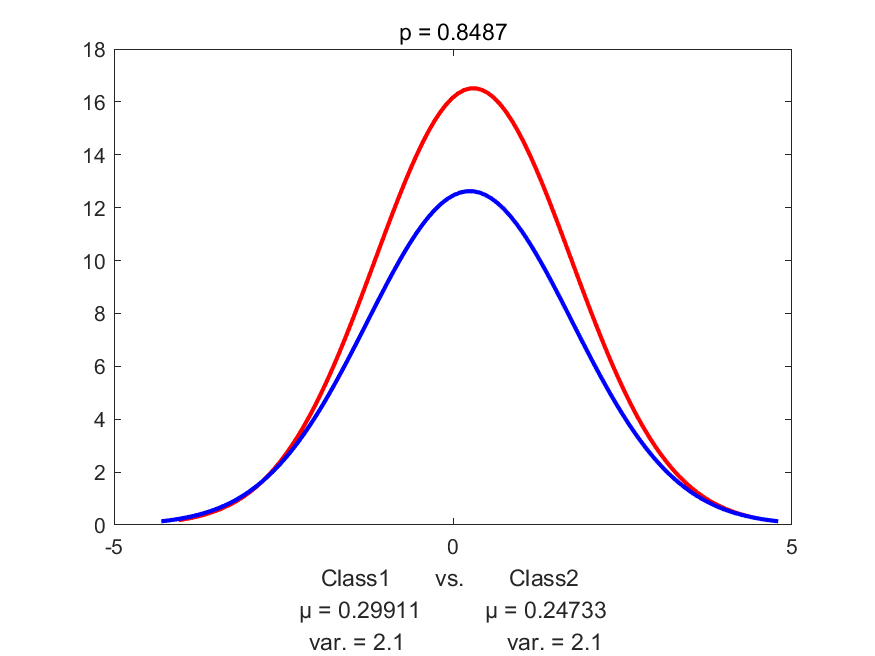 p = 0.8487
18
16
14
12
10
8
6
4
2
0
-5 0 5
Class1 vs. Class2
μ = 0.29911 μ = 0.24733
var. = 2.1 var. = 2.1